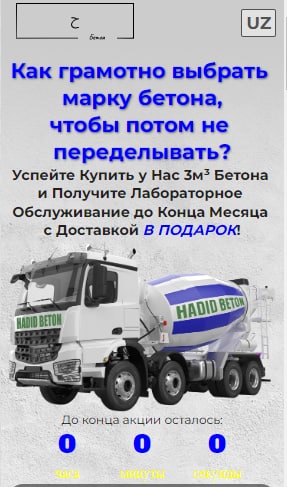 ح
бетон
UZ
Как грамотно выбрать
марку бетона,
чтобы потом не
переделывать?
Успейте Купить у Нас 3м³ Бетона
и Получите Лабораторное
Обслуживание до Конца Месяца
с Доставкой В ПОДАРОК!
HADID BETON
HADID BETON
До конца акции осталось:
0 0 0
ЧАСА МИНУТЫ СЕКУНДЫ